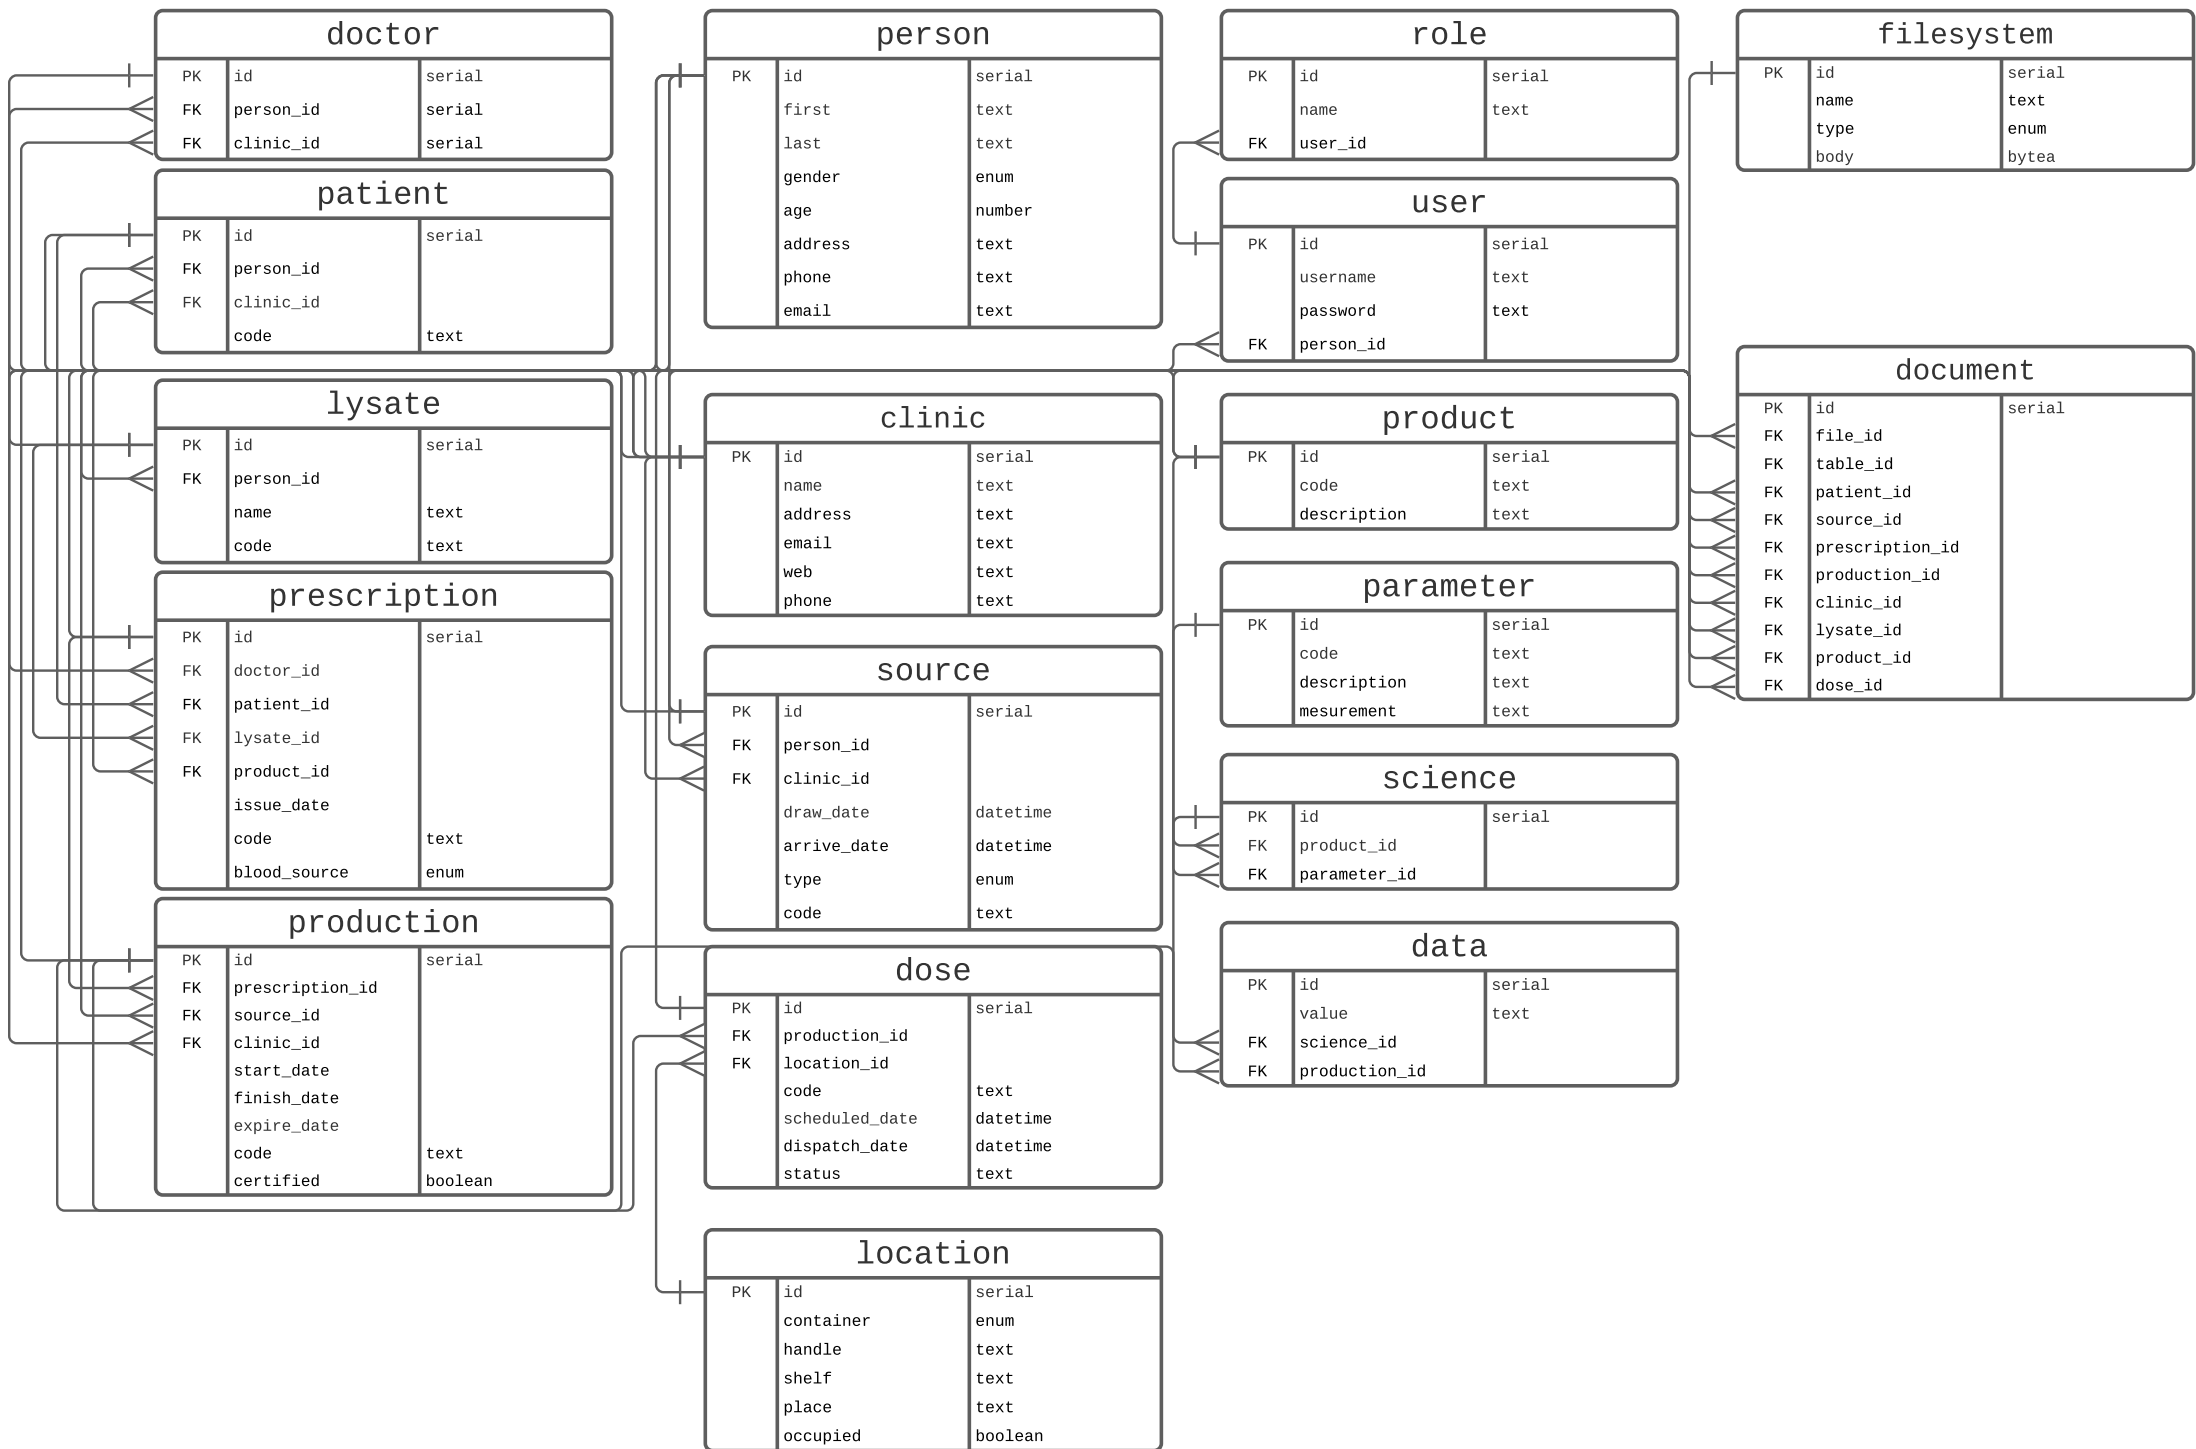 doctor
PK id serial
FK person_id serial
FK clinic_id serial
patient
PK id serial
FK person_id
FK clinic_id
code text
lysate
PK id serial
FK person_id
name text
code text
prescription
PK id serial
FK doctor_id
FK patient_id
FK lysate_id
FK product_id
issue_date
code text
blood_source enum
production
PK id serial
FK prescription_id
FK source_id
FK clinic_id
start_date
finish_date
expire_date
code text
certified boolean
person
PK id serial
first text
last text
gender enum
age number
address text
phone text
email text
clinic
PK id serial
name text
address text
email text
web text
phone text
source
PK id serial
FK person_id
FK clinic_id
draw_date datetime
arrive_date datetime
type enum
code text
dose
PK id serial
FK production_id
FK location_id
code text
scheduled_date datetime
dispatch_date datetime
status text
location
PK id serial
container enum
handle text
shelf text
place text
occupied boolean
role
PK id serial
name text
FK user_id
user
PK id serial
username text
password text
FK person_id
product
PK id serial
code text
description text
parameter
PK id serial
code text
description text
mesurement text
science
PK id serial
FK product_id
FK parameter_id
data
PK id serial
value text
FK science_id
FK production_id
filesystem
PK id serial
name text
type enum
body bytea
document
PK id serial
FK file_id
FK table_id
FK patient_id
FK source_id
FK prescription_id
FK production_id
FK clinic_id
FK lysate_id
FK product_id
FK dose_id